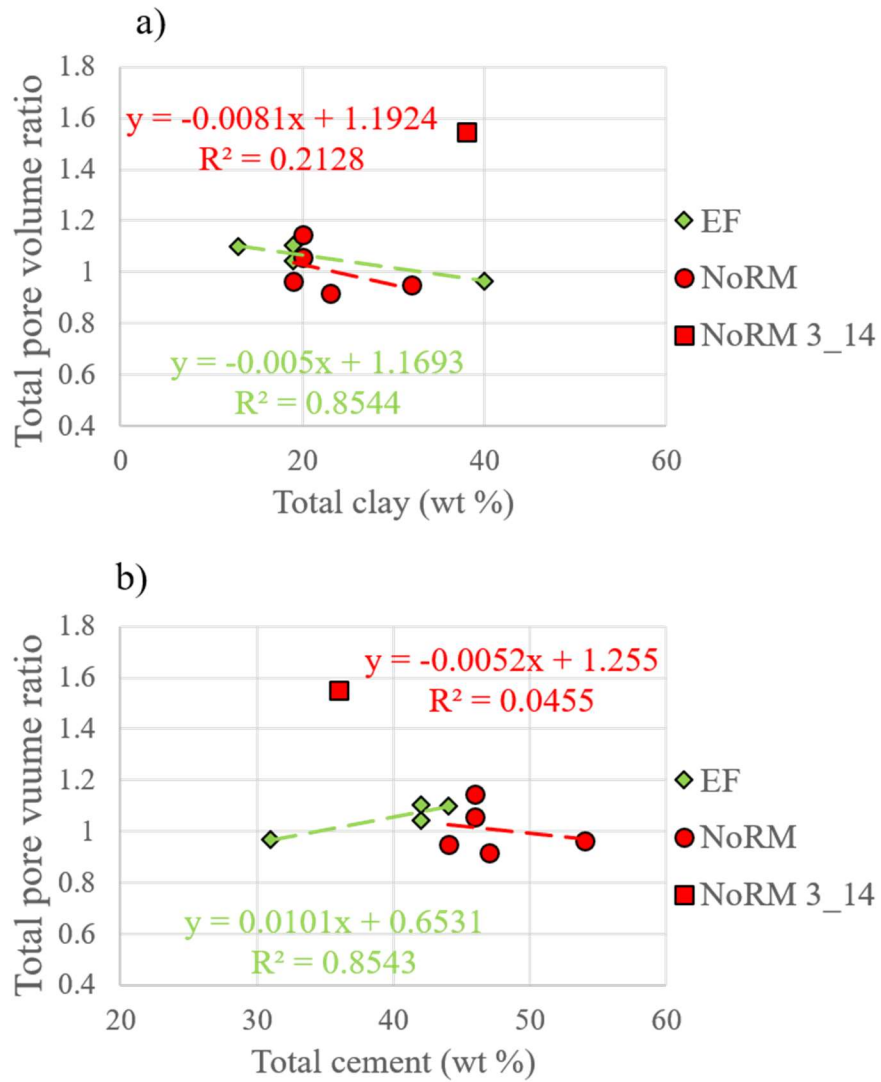 a)
Total pore volume ratio
1.8
1.6
1.4
1.2
1
0.8
0.6
0.4
y = -0.0081x + 1.1924
R² = 0.2128
y = -0.005x + 1.1693
R² = 0.8544
0 20 40 60
Total clay (wt %)
EF
NoRM
NoRM 3_14
b)
Total pore vuume ratio
1.8
1.6
1.4
1.2
1
0.8
0.6
0.4
y = -0.0052x + 1.255
R² = 0.0455
y = 0.0101x + 0.6531
R² = 0.8543
20 30 40 50 60
Total cement (wt %)
EF
NoRM
NoRM 3_14